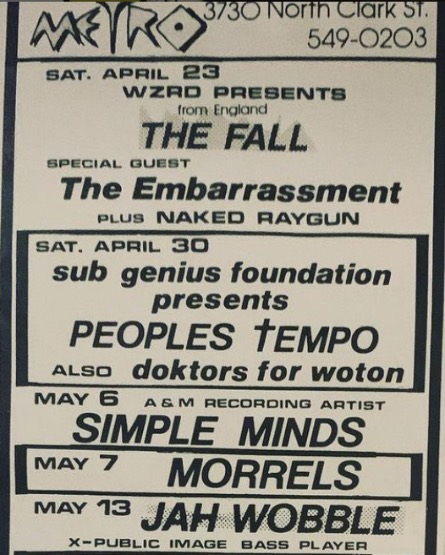 METRO
3730 North Clark St.
549-0203
SAT. APRIL 23
WZRD PRESENTS
from England
THE FALL
SPECIAL GUEST
The Embarrassment
PLUS NAKED RAYGUN
SAT. APRIL 30
sub genius foundation
presents
PEOPLES †EMPO
ALSO doktors for woton
MAY 6 A & M RECORDING ARTIST
SIMPLE MINDS
MAY 7 MORRELS
MAY 13 JAH WOBBLE
X-PUBLIC IMAGE BASS PLAYER